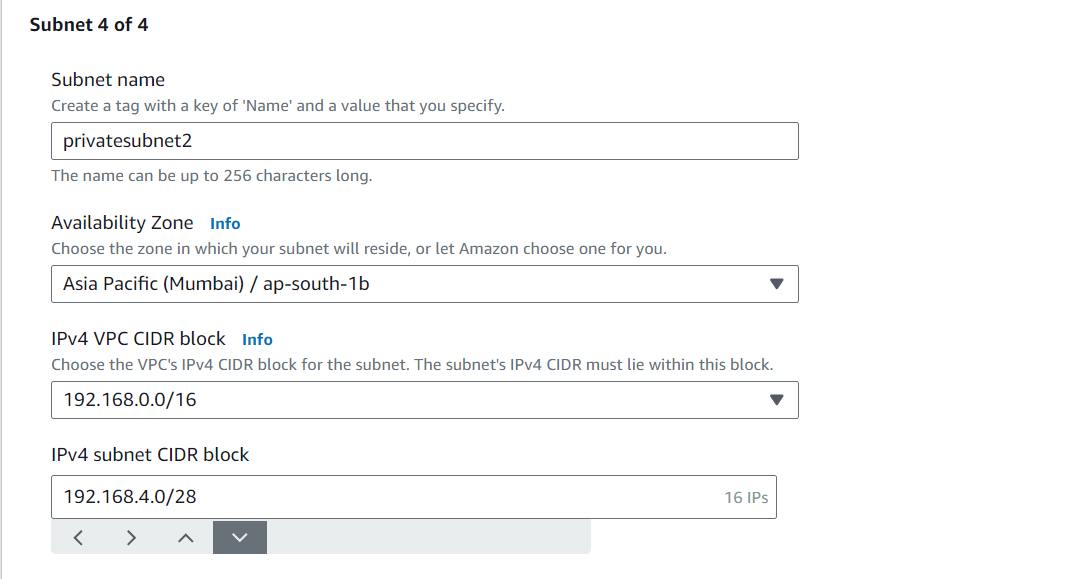 Subnet 4 of 4
Subnet name
Create a tag with a key of 'Name' and a value that you specify.
privatesubnet2
The name can be up to 256 characters long.
Availability Zone Info
Choose the zone in which your subnet will reside, or let Amazon choose one for you.
Asia Pacific (Mumbai) / ap-south-1b
IPv4 VPC CIDR block Info
Choose the VPC's IPv4 CIDR block for the subnet. The subnet's IPv4 CIDR must lie within this block.
192.168.0.0/16
IPv4 subnet CIDR block
192.168.4.0/28 16 IPs